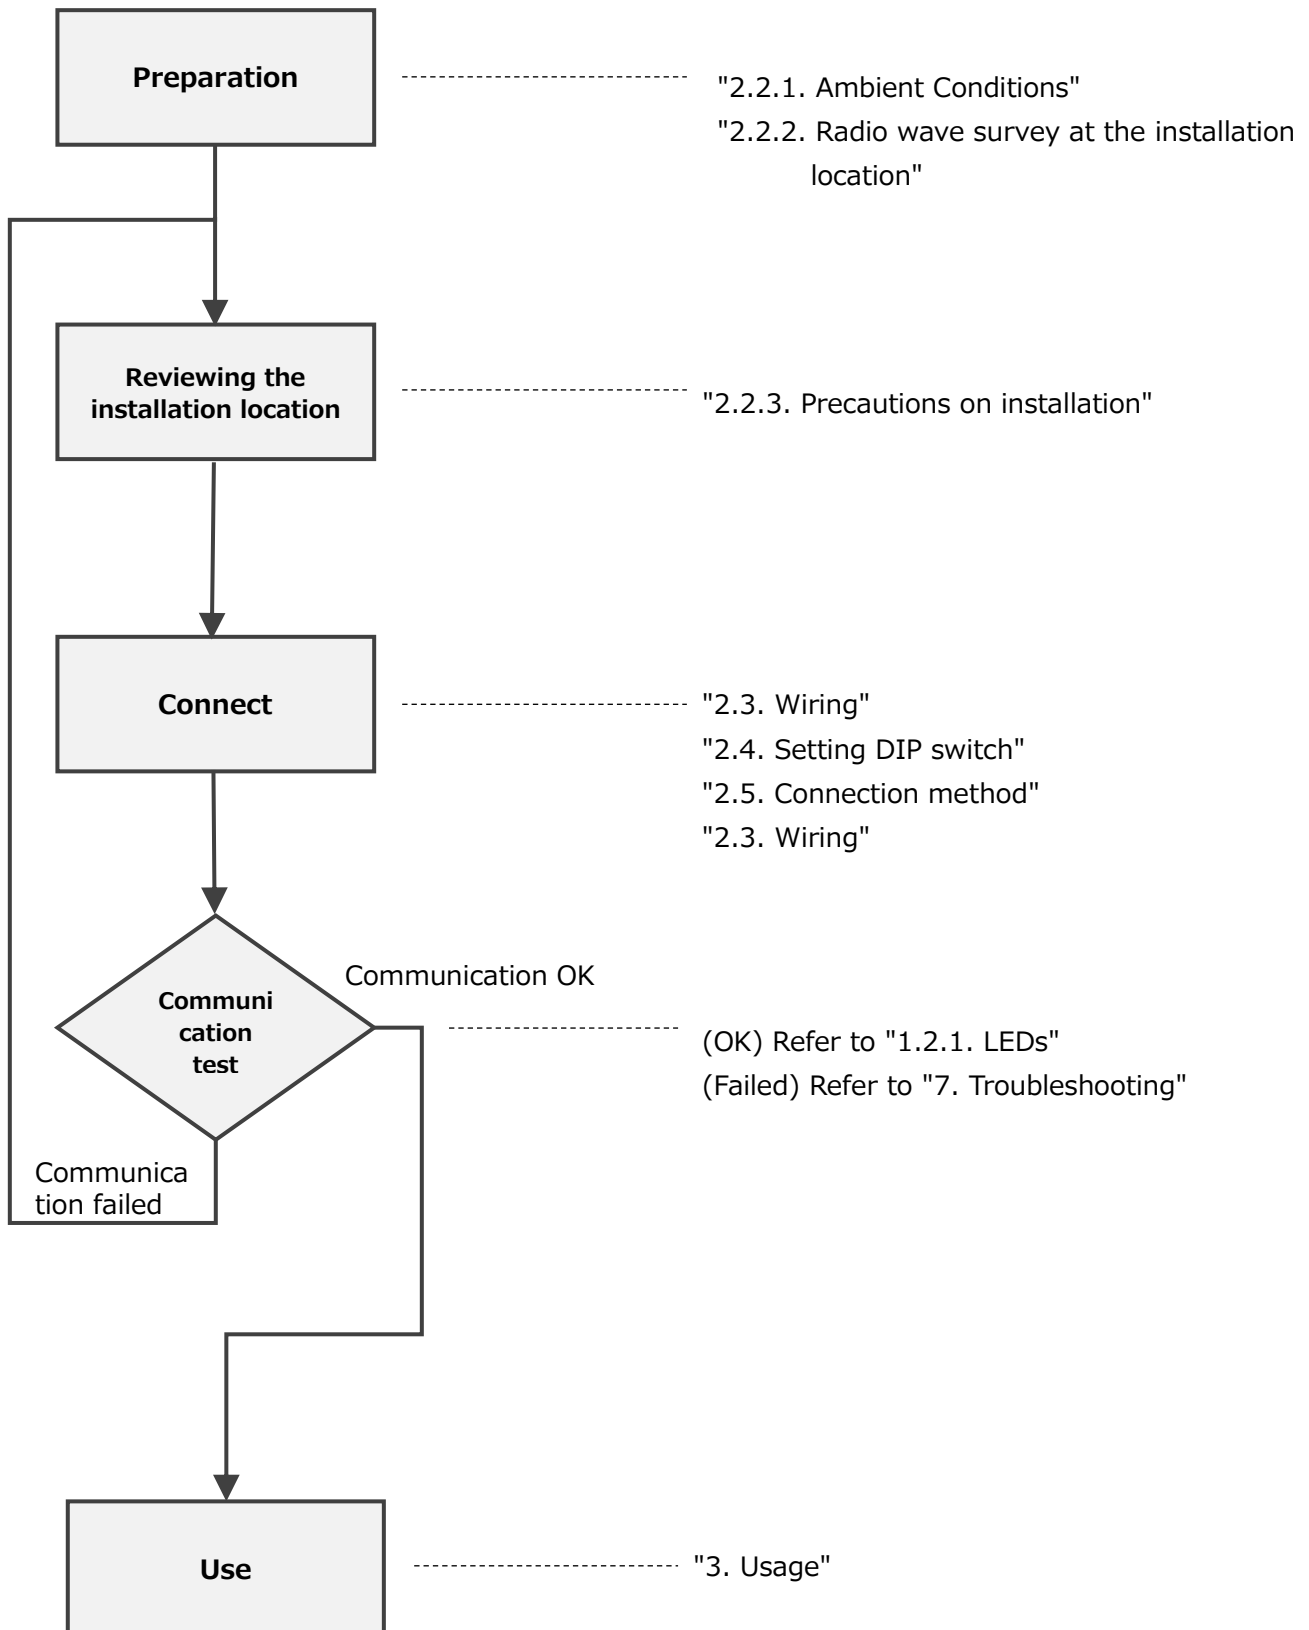 Preparation
"2.2.1. Ambient Conditions"
"2.2.2. Radio wave survey at the installation
location"
Reviewing the
installation location
"2.2.3. Precautions on installation"
Connect
"2.3. Wiring"
"2.4. Setting DIP switch"
"2.5. Connection method"
"2.3. Wiring"
Communication OK
Communi
cation
test
(OK) Refer to "1.2.1. LEDs"
(Failed) Refer to "7. Troubleshooting"
Communica
tion failed
Use
"3. Usage"